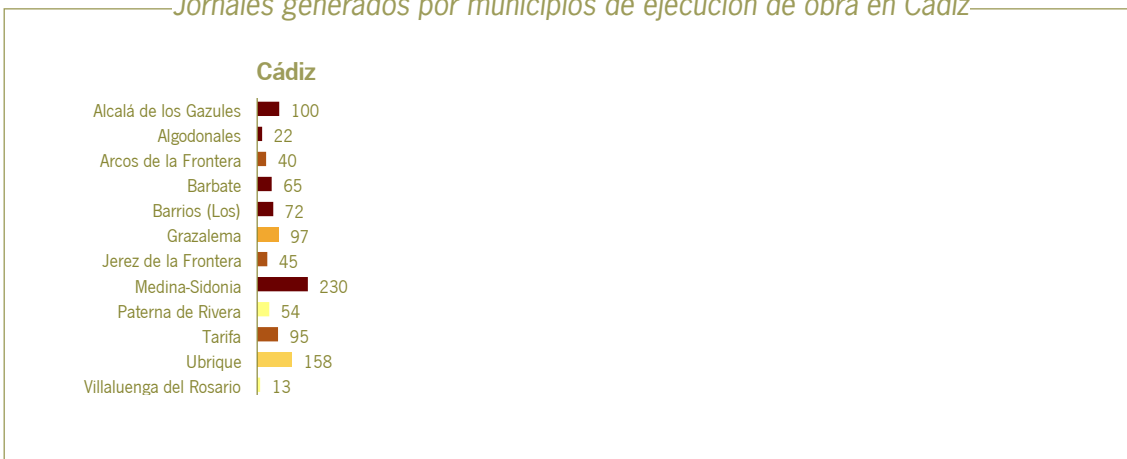 Jornales generados por municipios de ejecución de obra en Cádiz
Cádiz
Alcalá de los Gazules 100
Algodonales 22
Arcos de la Frontera 40
Barbate 65
Barrios (Los) 72
Grazalema 97
Jerez de la Frontera 45
Medina-Sidonia 230
Paterna de Rivera 54
Tarifa 95
Ubrique 158
Villaluenga del Rosario 13